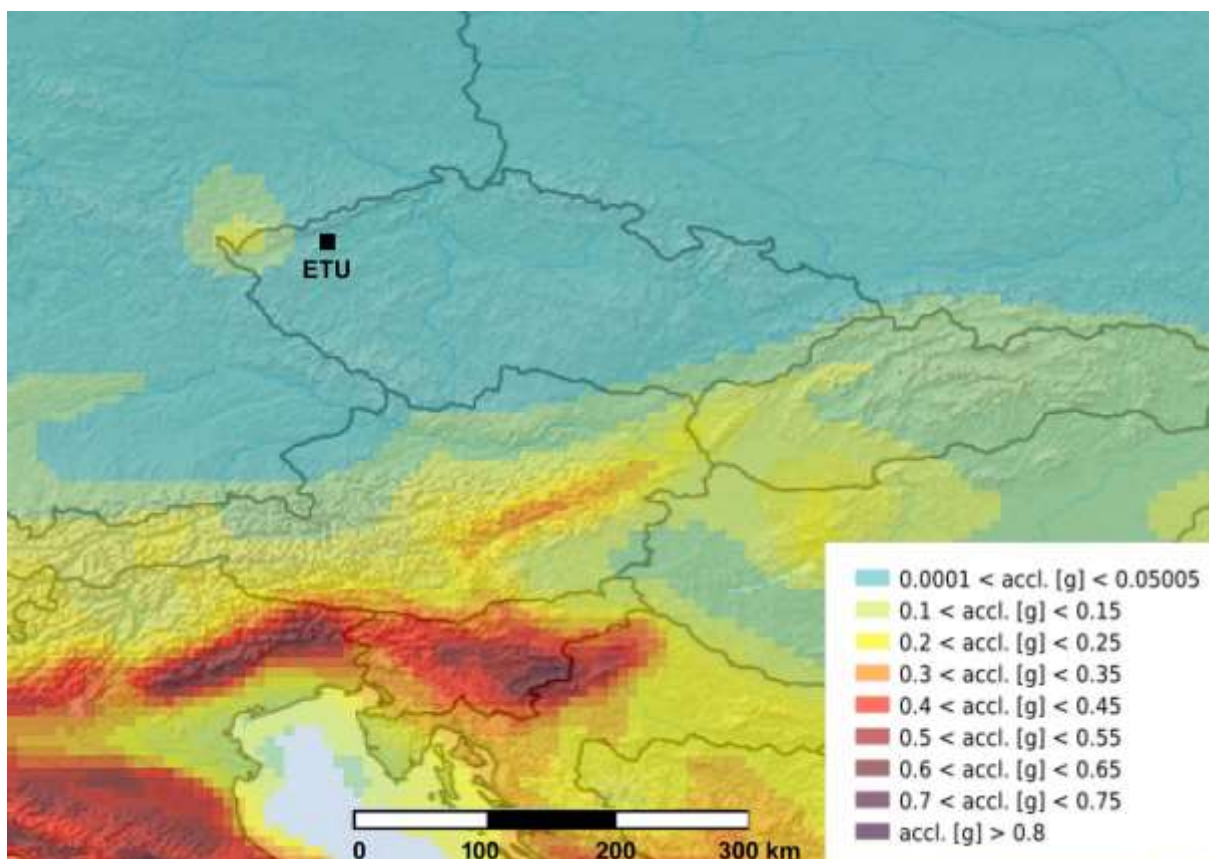 ETU
0.0001 < accl. [g] < 0.05005
0.1 < accl. [g] < 0.15
0.2 < accl. [g] < 0.25
0.3 < accl. [g] < 0.35
0.4 < accl. [g] < 0.45
0.5 < accl. [g] < 0.55
0.6 < accl. [g] < 0.65
0.7 < accl. [g] < 0.75
accl. [g] > 0.8
0 100 200 300 km